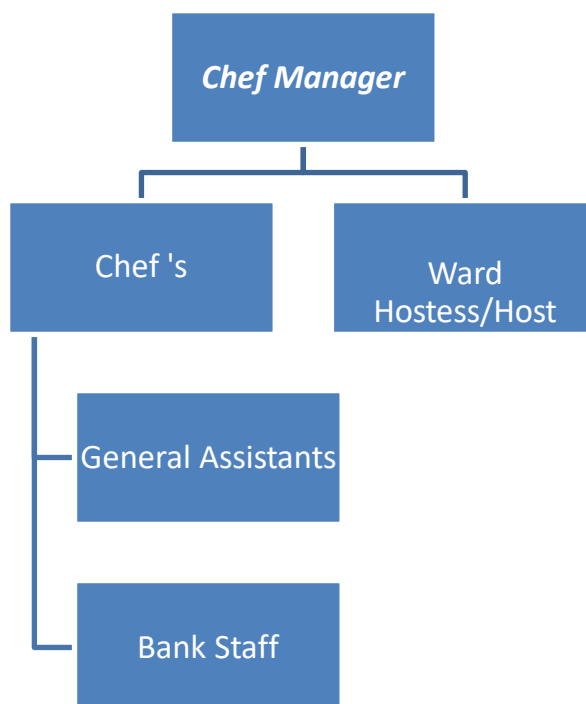 Chef Manager
Chef 's
Ward
Hostess/Host
General Assistants
Bank Staff